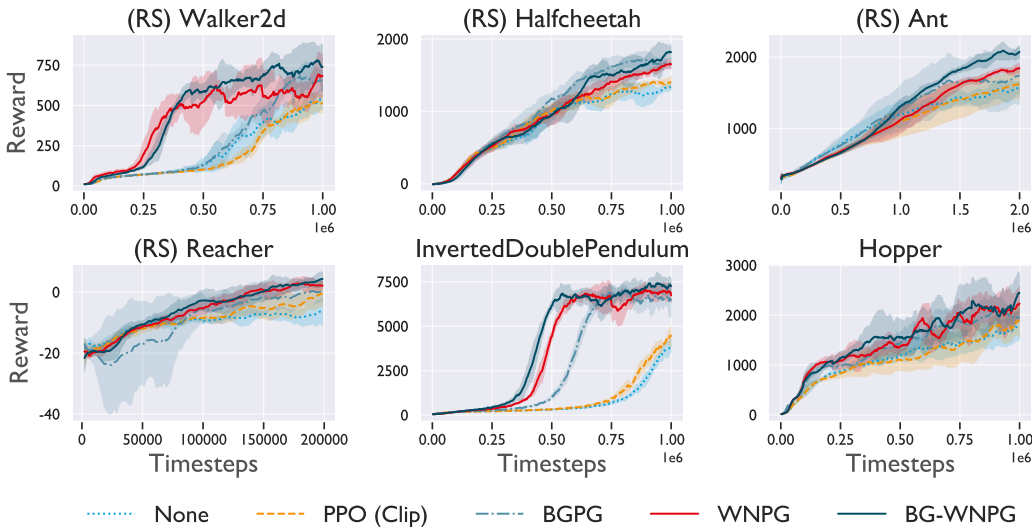 (RS) Walker2d (RS) Halfcheetah (RS) Ant
Reward
750
500
250
0
0.00 0.25 0.50 0.75 1.00
1e6
2000
1000
0
0.00 0.25 0.50 0.75 1.00
1e6
2000
1000
0 0.5 1.0 1.5 2.0
1e6
(RS) Reacher InvertedDoublePendulum Hopper
Reward
0
-20
-40
0 50000 100000 150000 200000
Timesteps
7500
5000
2500
0
0.00 0.25 0.50 0.75 1.00
1e6
Timesteps
3000
2000
1000
0
0.00 0.25 0.50 0.75 1.00
1e6
Timesteps
None PPO (Clip) BGPG WNPG BG-WNPG